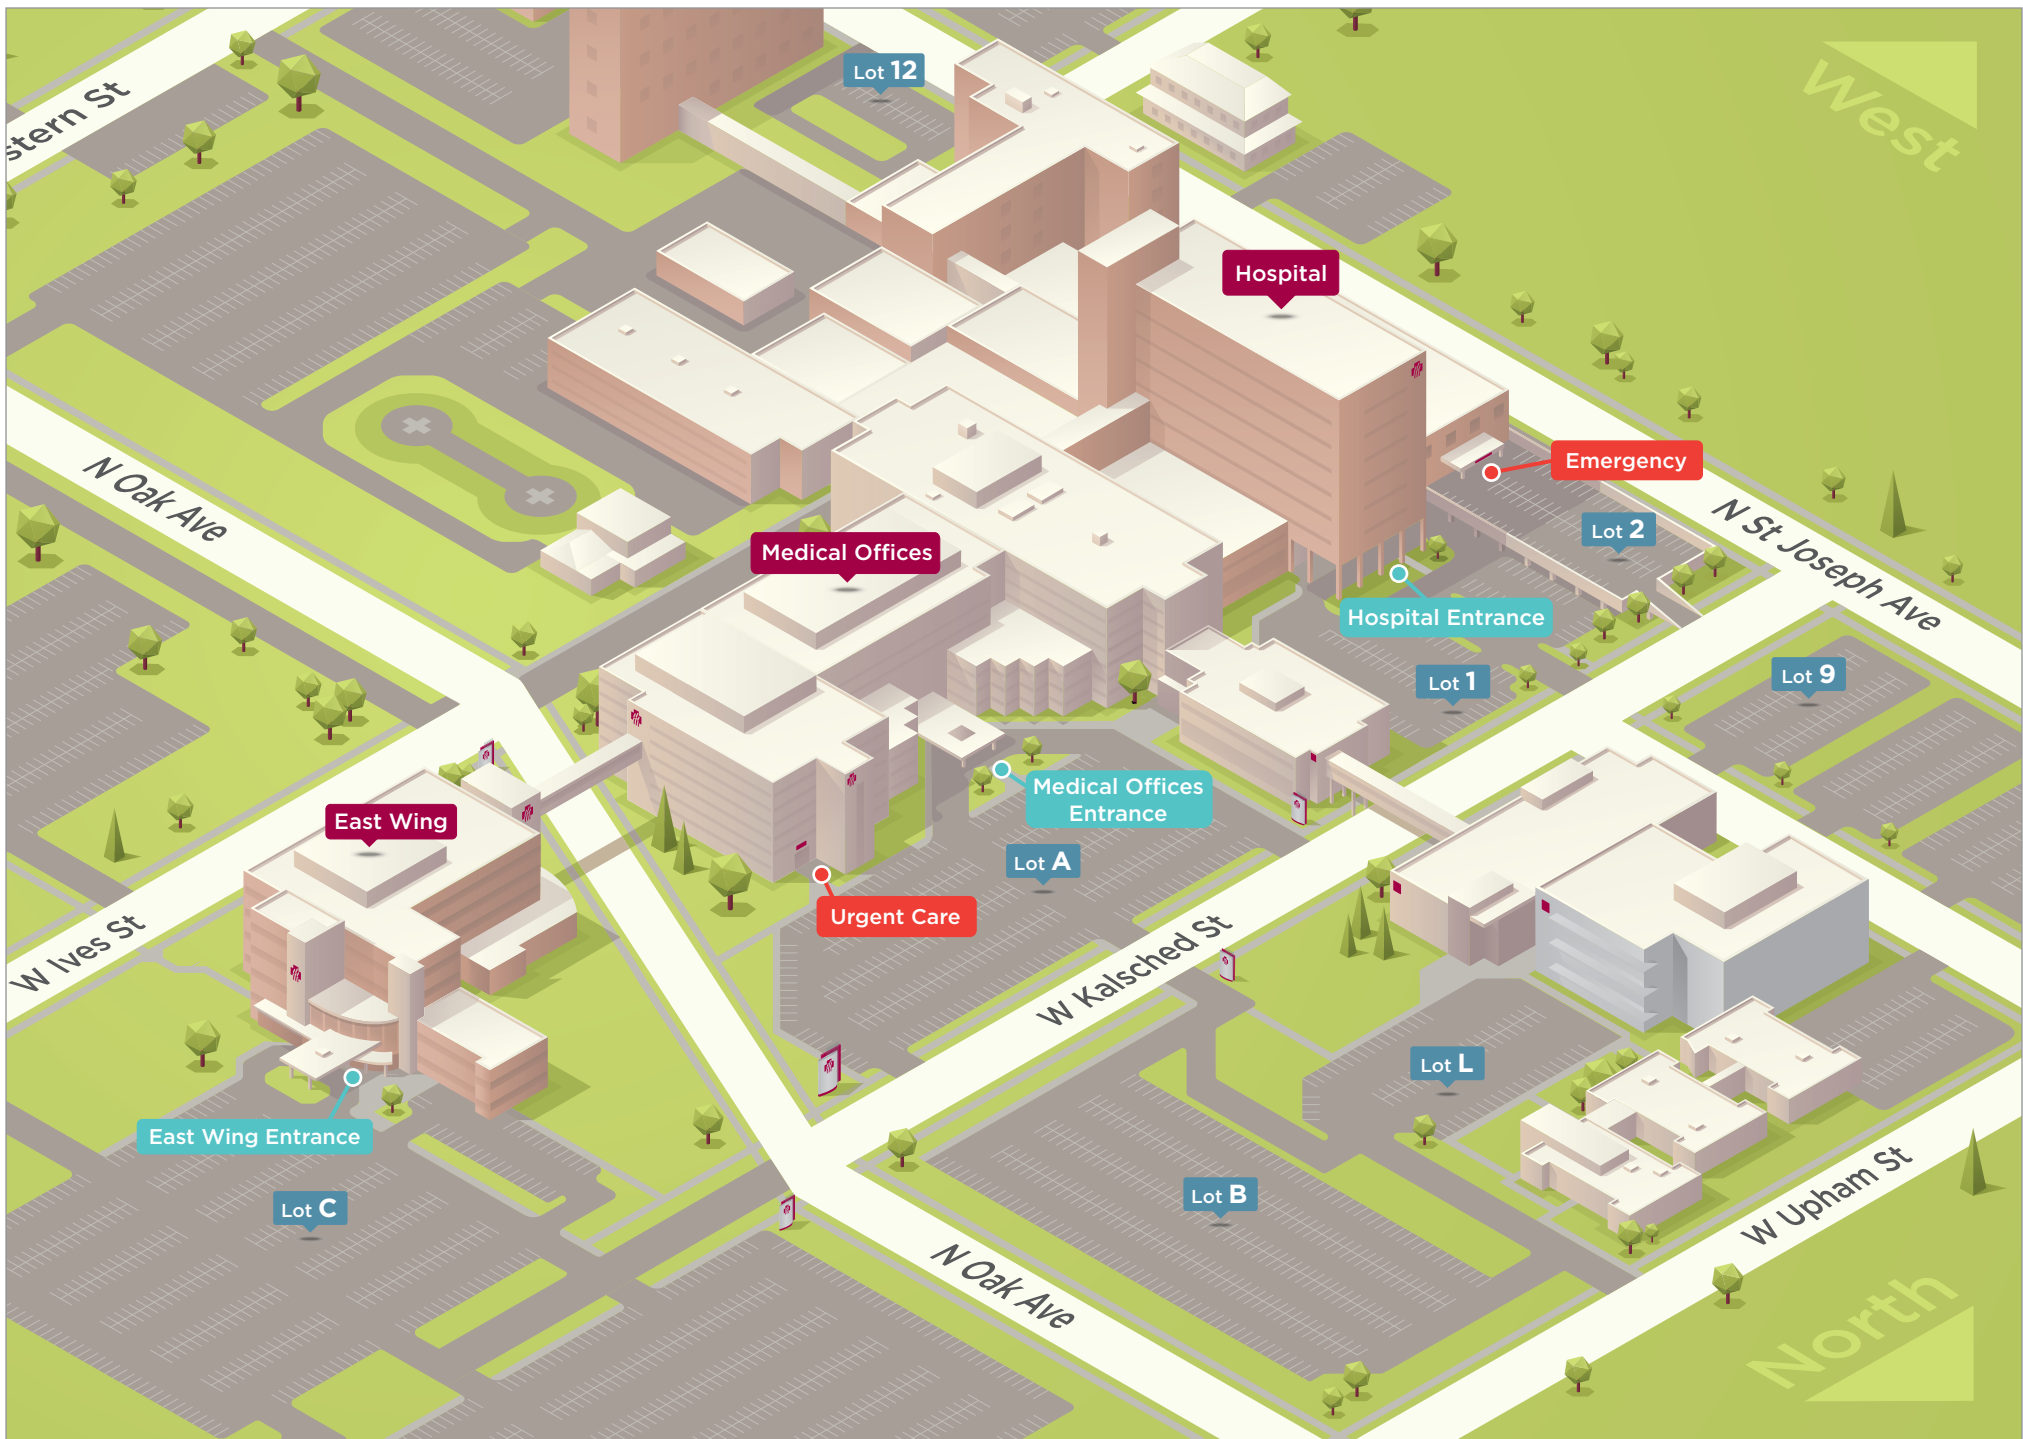 Lot 12
West
stern St
Hospital
N Oak Ave
Emergency
N St Joseph Ave
Lot 2
Medical Offices
Hospital Entrance
Lot 1
Lot 9
Medical Offices
Entrance
East Wing
Lot A
Urgent Care
W Ives St
W Kalsched St
Lot L
East Wing Entrance
Lot C
Lot B
W Upham St
N Oak Ave
North